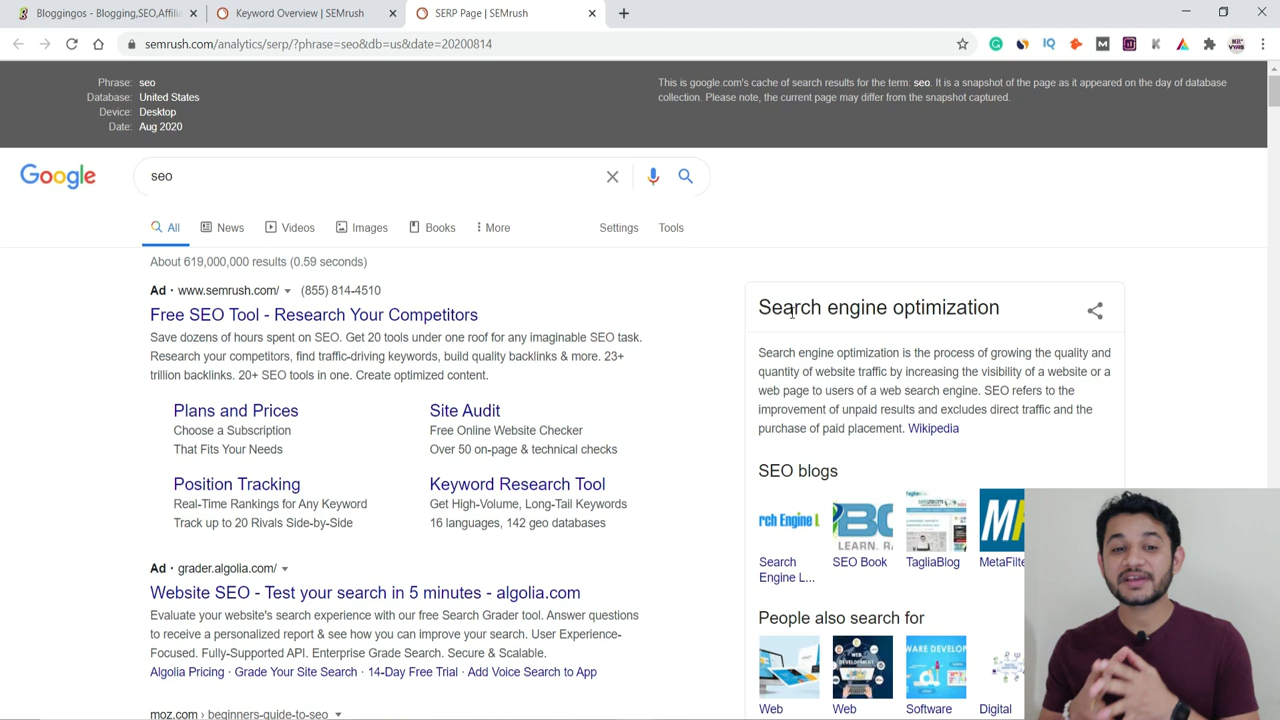 Bloggingos - Blogging,SEO,Affili
Keyword Overview | SEMrush
SERP Page | SEMrush
semrush.com/analytics/serp/?phrase=seo&db=us&date=20200814
Phrase: seo
Database: United States
Device: Desktop
Date: Aug 2020
This is google.com's cache of search results for the term: seo. It is a snapshot of the page as it appeared on the day of database
collection. Please note, the current page may differ from the snapshot captured.
Google
seo
All
News
Videos
Images
Books
More
Settings
Tools
About 619,000,000 results (0.59 seconds)
Ad · www.semrush.com/ (855) 814-4510
Free SEO Tool - Research Your Competitors
Save dozens of hours spent on SEO. Get 20 tools under one roof for any imaginable SEO task.
Research your competitors, find traffic-driving keywords, build quality backlinks & more. 23+
trillion backlinks. 20+ SEO tools in one. Create optimized content.
Plans and Prices
Choose a Subscription
That Fits Your Needs
Site Audit
Free Online Website Checker
Over 50 on-page & technical checks
Position Tracking
Real-Time Rankings for Any Keyword
Track up to 20 Rivals Side-by-Side
Keyword Research Tool
Get High-Volume, Long-Tail Keywords
16 languages, 142 geo databases
Ad · grader.algolia.com/
Website SEO - Test your search in 5 minutes - algolia.com
Evaluate your website's search experience with our free Search Grader tool. Answer questions
to receive a personalized report & see how you can improve your search. User Experience-
Focused. Fully-Supported API. Enterprise Grade Search. Secure & Scalable.
Algolia Pricing · Grade Your Site Search · 14-Day Free Trial · Add Voice Search to App
moz.com › beginners-guide-to-seo
Search engine optimization
Search engine optimization is the process of growing the quality and
quantity of website traffic by increasing the visibility of a website or a
web page to users of a web search engine. SEO refers to the
improvement of unpaid results and excludes direct traffic and the
purchase of paid placement. Wikipedia
SEO blogs
rch Engine L
LEARN. RA
Search
Engine L...
SEO Book
TagliaBlog
MetaFilte
People also search for
WEB
DEVELOPMENT
WARE DEVELO
Web
Web
Software
Digital